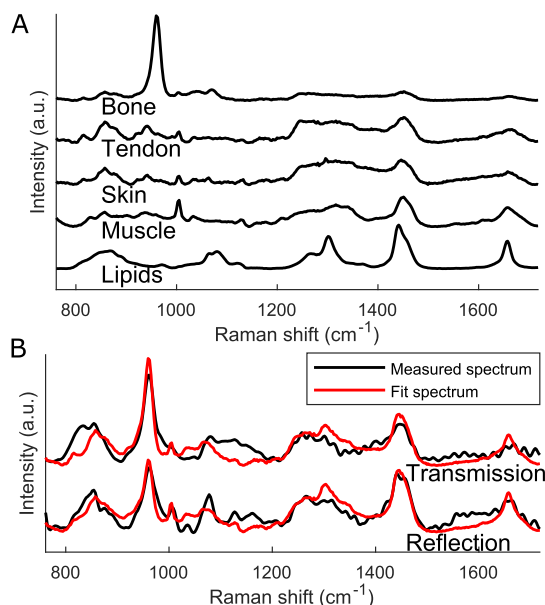 A
Intensity (a.u.)
Bone
Tendon
Skin
Muscle
Lipids
800 1000 1200 1400 1600
Raman shift (cm-1)
B
Intensity (a.u.)
Measured spectrum
Fit spectrum
Transmission
Reflection
800 1000 1200 1400 1600
Raman shift (cm-1)